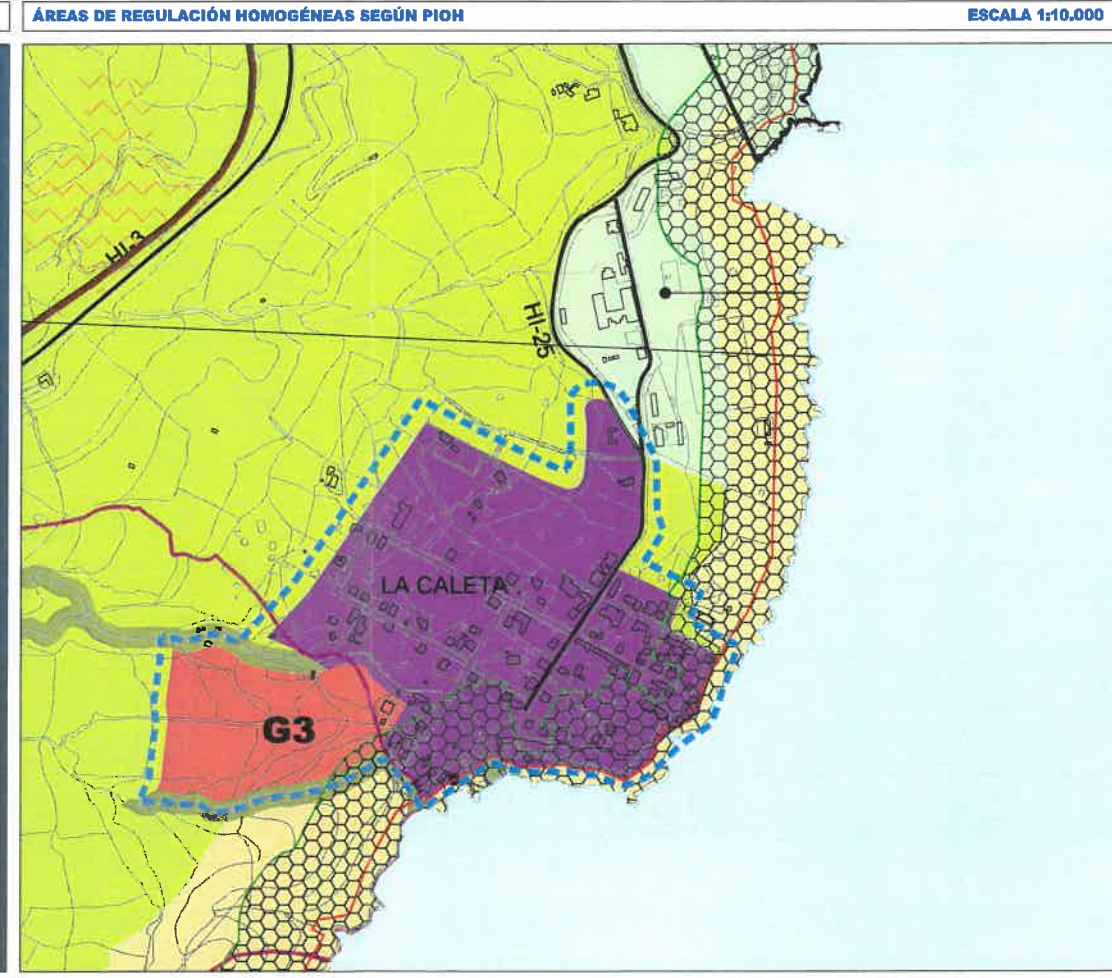 ÁREAS DE REGULACIÓN HOMOGÉNEAS SEGÚN PIOH
ESCALA 1:10.000
HI-3
HI-25
LA CALETA
G3